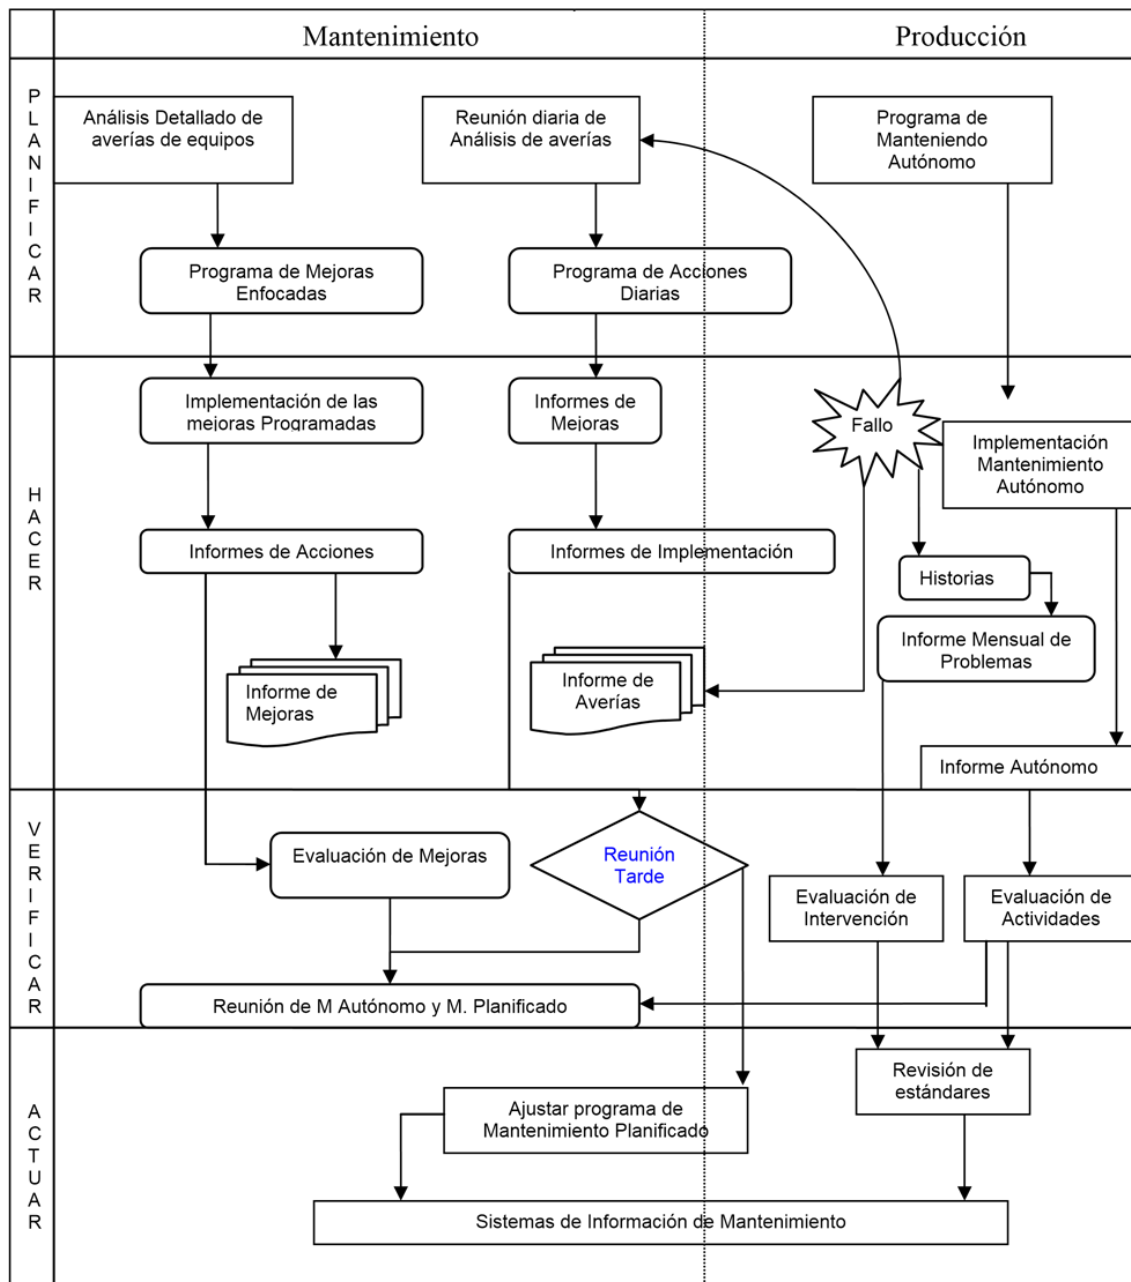 Mantenimiento
Producción
PLANIFICAR
Análisis Detallado de
averías de equipos
Reunión diaria de
Análisis de averías
Programa de
Manteniendo
Autónomo
Programa de Mejoras
Enfocadas
Programa de Acciones
Diarias
HACER
Implementación de las
mejoras Programadas
Informes de
Mejoras
Fallo
Implementación
Mantenimiento
Autónomo
Informes de Acciones
Informes de Implementación
Historias
Informe Mensual de
Problemas
Informe de
Mejoras
Informe de
Averías
Informe Autónomo
VERIFICAR
Evaluación de Mejoras
Reunión
Tarde
Evaluación de
Intervención
Evaluación de
Actividades
Reunión de M Autónomo y M. Planificado
ACTUAR
Revisión de
estándares
Ajustar programa de
Mantenimiento Planificado
Sistemas de Información de Mantenimiento